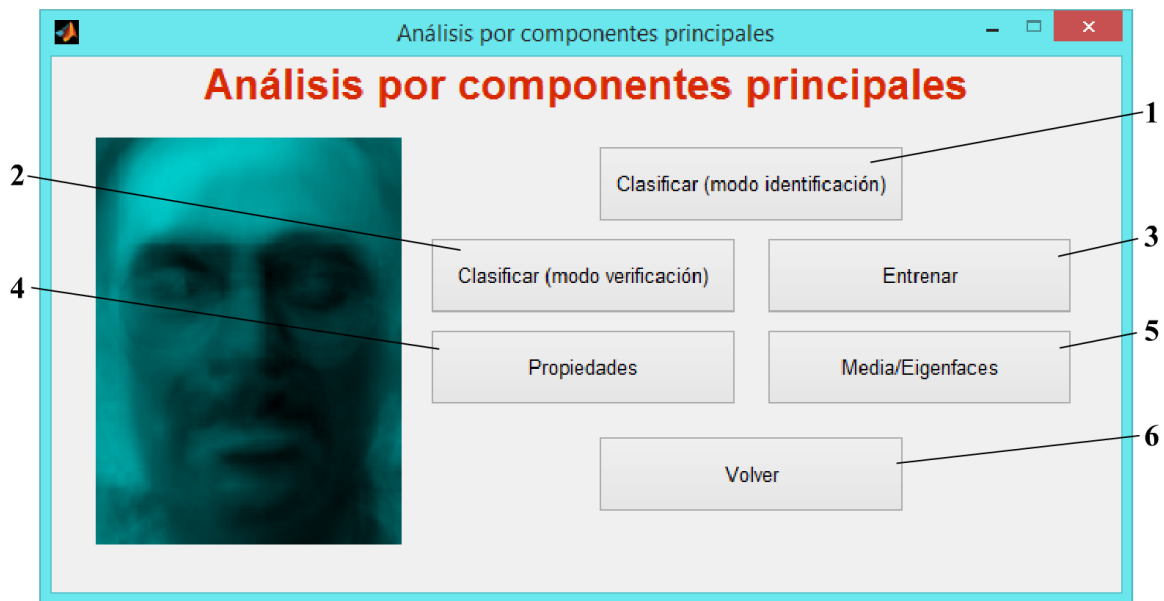 Análisis por componentes principales
Análisis por componentes principales
1
Clasificar (modo identificación)
2
3
Clasificar (modo verificación)
Entrenar
4
5
Propiedades
Media/Eigenfaces
6
Volver